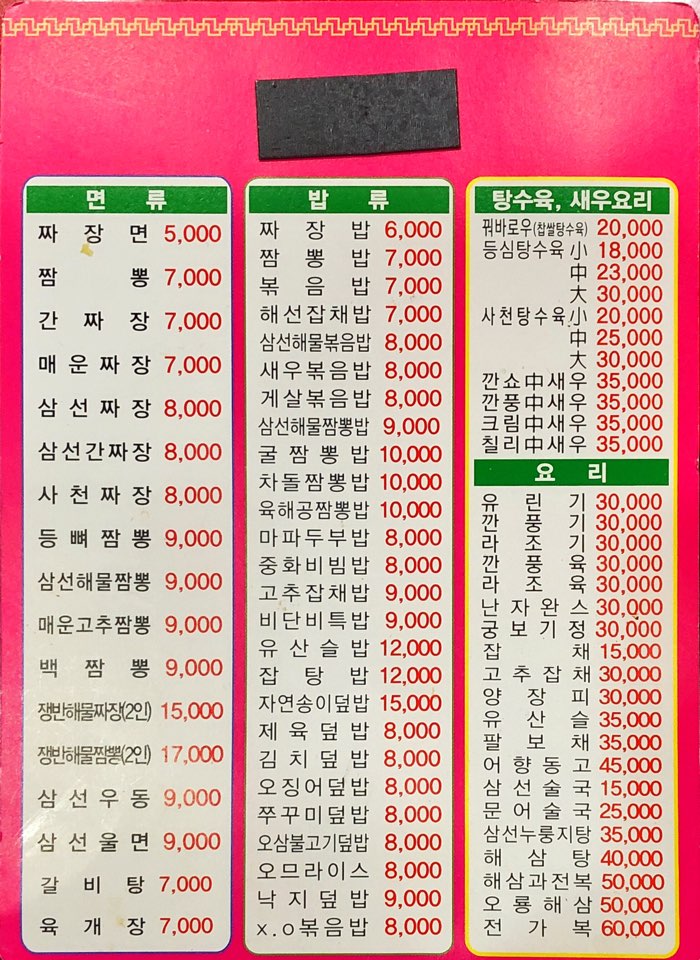 면 류
짜 장 면 5,000
짬 뽕 7,000
간 짜 장 7,000
매 운 짜 장 7,000
삼 선 짜 장 8,000
삼 선 간 짜 장 8,000
사 천 짜 장 8,000
등 뼈 짬 뽕 9,000
삼선해물짬뽕 9,000
매운고추짬뽕 9,000
백 짬 뽕 9,000
쟁반해물짜장(2인) 15,000
쟁반해물짬뽕(2인) 17,000
삼 선 우 동 9,000
삼 선 울 면 9,000
갈 비 탕 7,000
육 개 장 7,000
밥 류
짜 장 밥 6,000
짬 뽕 밥 7,000
볶 음 밥 7,000
해선잡채밥 7,000
삼선해물볶음밥 8,000
새우볶음밥 8,000
게살볶음밥 8,000
삼선해물짬뽕밥 9,000
굴 짬 뽕 밥 10,000
차돌짬뽕밥 10,000
육해공짬뽕밥 10,000
마파두부밥 8,000
중화비빔밥 8,000
고추잡채밥 9,000
비단비특밥 9,000
유 산 슬 밥 12,000
잡 탕 밥 12,000
자연송이덮밥 15,000
제 육 덮 밥 8,000
김 치 덮 밥 8,000
오징어덮밥 8,000
쭈꾸미덮밥 8,000
오삼불고기덮밥 8,000
오므라이스 8,000
낙 지 덮 밥 9,000
x.o볶음밥 8,000
탕수육, 새우요리
꿔바로우(찹쌀탕수육) 20,000
등심탕수육 小 18,000
中 23,000
大 30,000
사천탕수육 小 20,000
中 25,000
大 30,000
깐쇼中새우 35,000
깐풍中새우 35,000
크림中새우 35,000
칠리中새우 35,000
요 리
유 린 기 30,000
깐 풍 기 30,000
라 조 기 30,000
깐 풍 육 30,000
라 조 육 30,000
난 자 완 스 30,000
궁 보 기 정 30,000
잡 채 15,000
고 추 잡 채 30,000
양 장 피 30,000
유 산 슬 35,000
팔 보 채 35,000
어 향 동 고 45,000
삼 선 술 국 15,000
문 어 술 국 25,000
삼선누룽지탕 35,000
해 삼 탕 40,000
해삼과전복 50,000
오 룡 해 삼 50,000
전 가 복 60,000